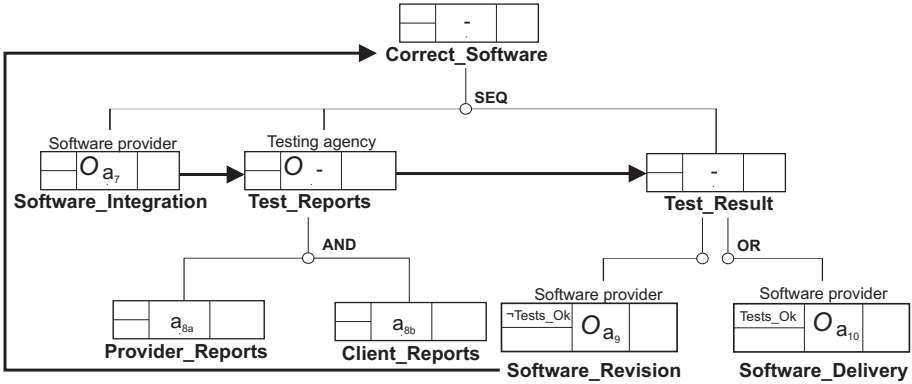 -
Correct_Software
SEQ
Software provider
O a₇
Software_Integration
Testing agency
O -
Test_Reports
-
Test_Result
AND
OR
a₈ₐ
Provider_Reports
a₈b
Client_Reports
Software provider
¬Tests_Ok
O a₉
Software_Revision
Software provider
Tests_Ok
O a₁₀
Software_Delivery